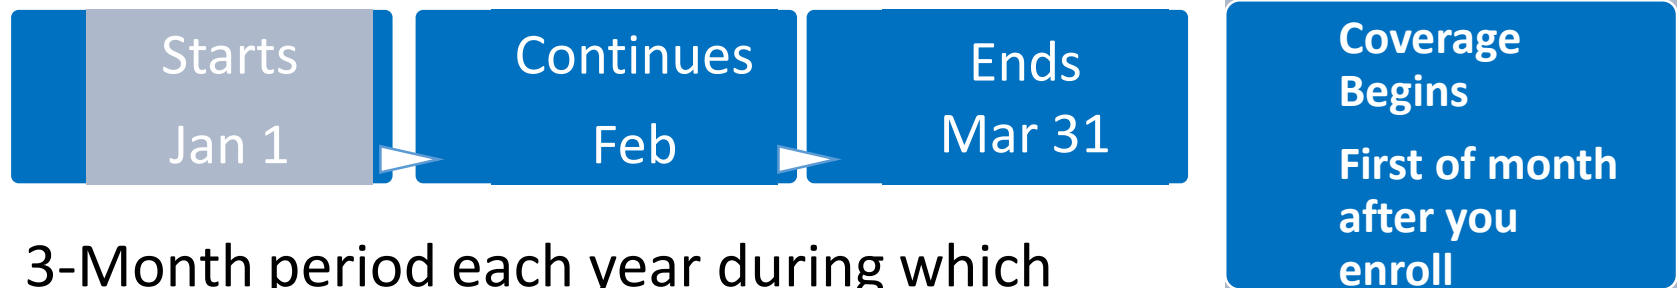 Starts
Jan 1
Continues
Feb
Ends
Mar 31
Coverage
Begins
First of month
after you
enroll
3-Month period each year during which